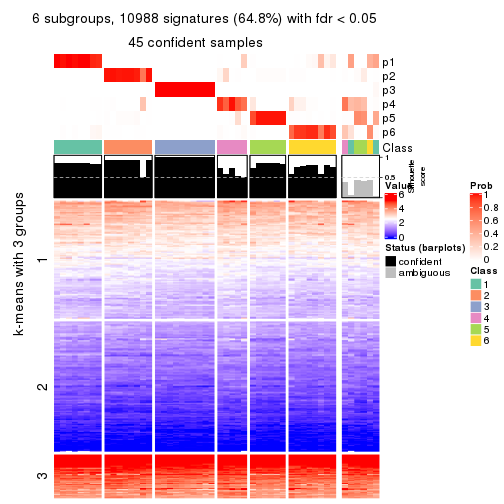 6 subgroups, 10988 signatures (64.8%) with fdr < 0.05
45 confident samples
p1
p2
p3
p4
p5
p6
Class
1
0.5
Silhouette
score
k-means with 3 groups
1
2
3
Value
6
4
2
0
Status (barplots)
confident
ambiguous
Prob
1
0.8
0.6
0.4
0.2
0
Class
1
2
3
4
5
6